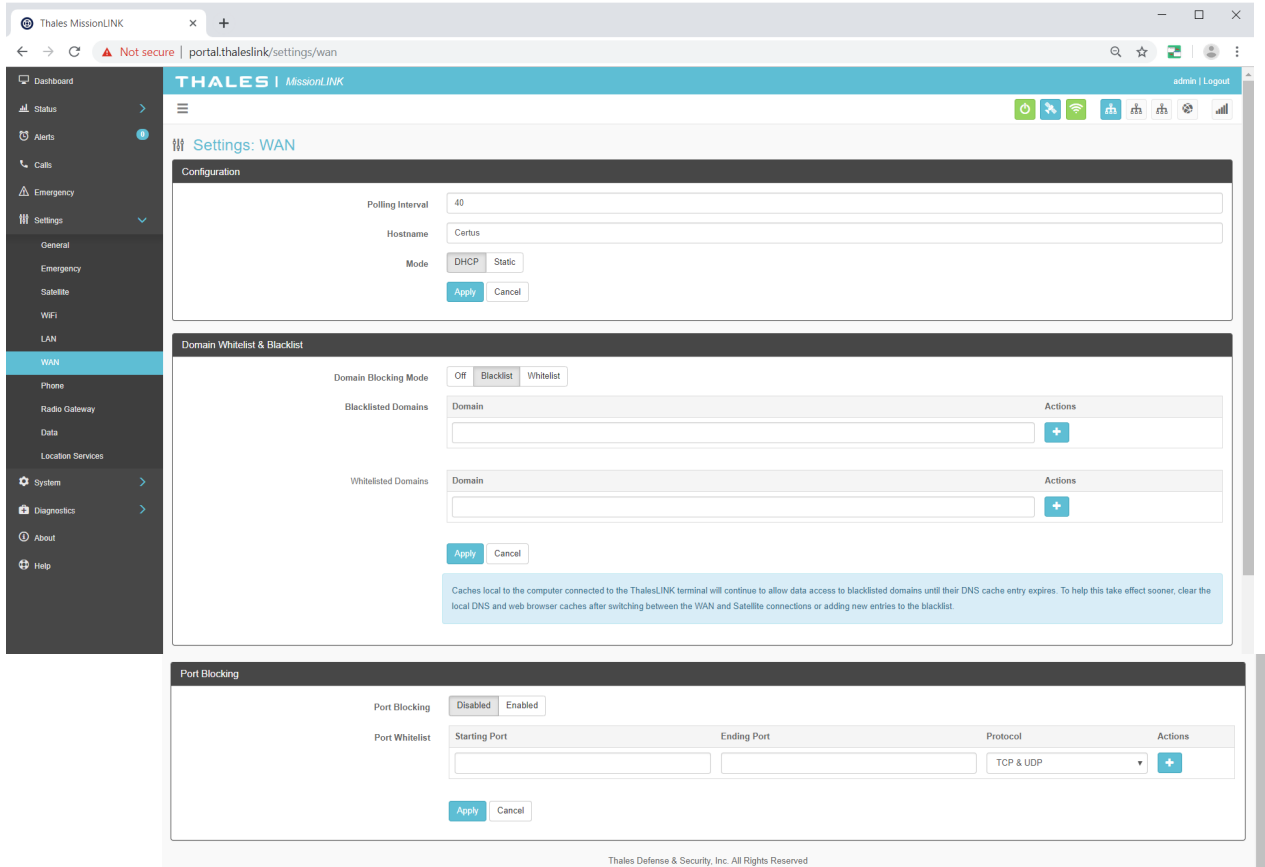 Thales MissionLINK
Not secure | portal.thaleslink/settings/wan
Dashboard
Status
Alerts 0
Calls
Emergency
Settings
General
Emergency
Satellite
WiFi
LAN
WAN
Phone
Radio Gateway
Data
Location Services
System
Diagnostics
About
Help
THALES | MissionLINK
admin | Logout
Settings: WAN
Configuration
Polling Interval 40
Hostname Certus
Mode DHCP Static
Apply Cancel
Domain Whitelist & Blacklist
Domain Blocking Mode Off Blacklist Whitelist
Blacklisted Domains Domain Actions
Whitelisted Domains Domain Actions
Apply Cancel
Caches local to the computer connected to the ThalesLINK terminal will continue to allow data access to blacklisted domains until their DNS cache entry expires. To help this take effect sooner, clear the
local DNS and web browser caches after switching between the WAN and Satellite connections or adding new entries to the blacklist.
Port Blocking
Port Blocking Disabled Enabled
Port Whitelist Starting Port Ending Port Protocol Actions
TCP & UDP
Apply Cancel
Thales Defense & Security, Inc. All Rights Reserved